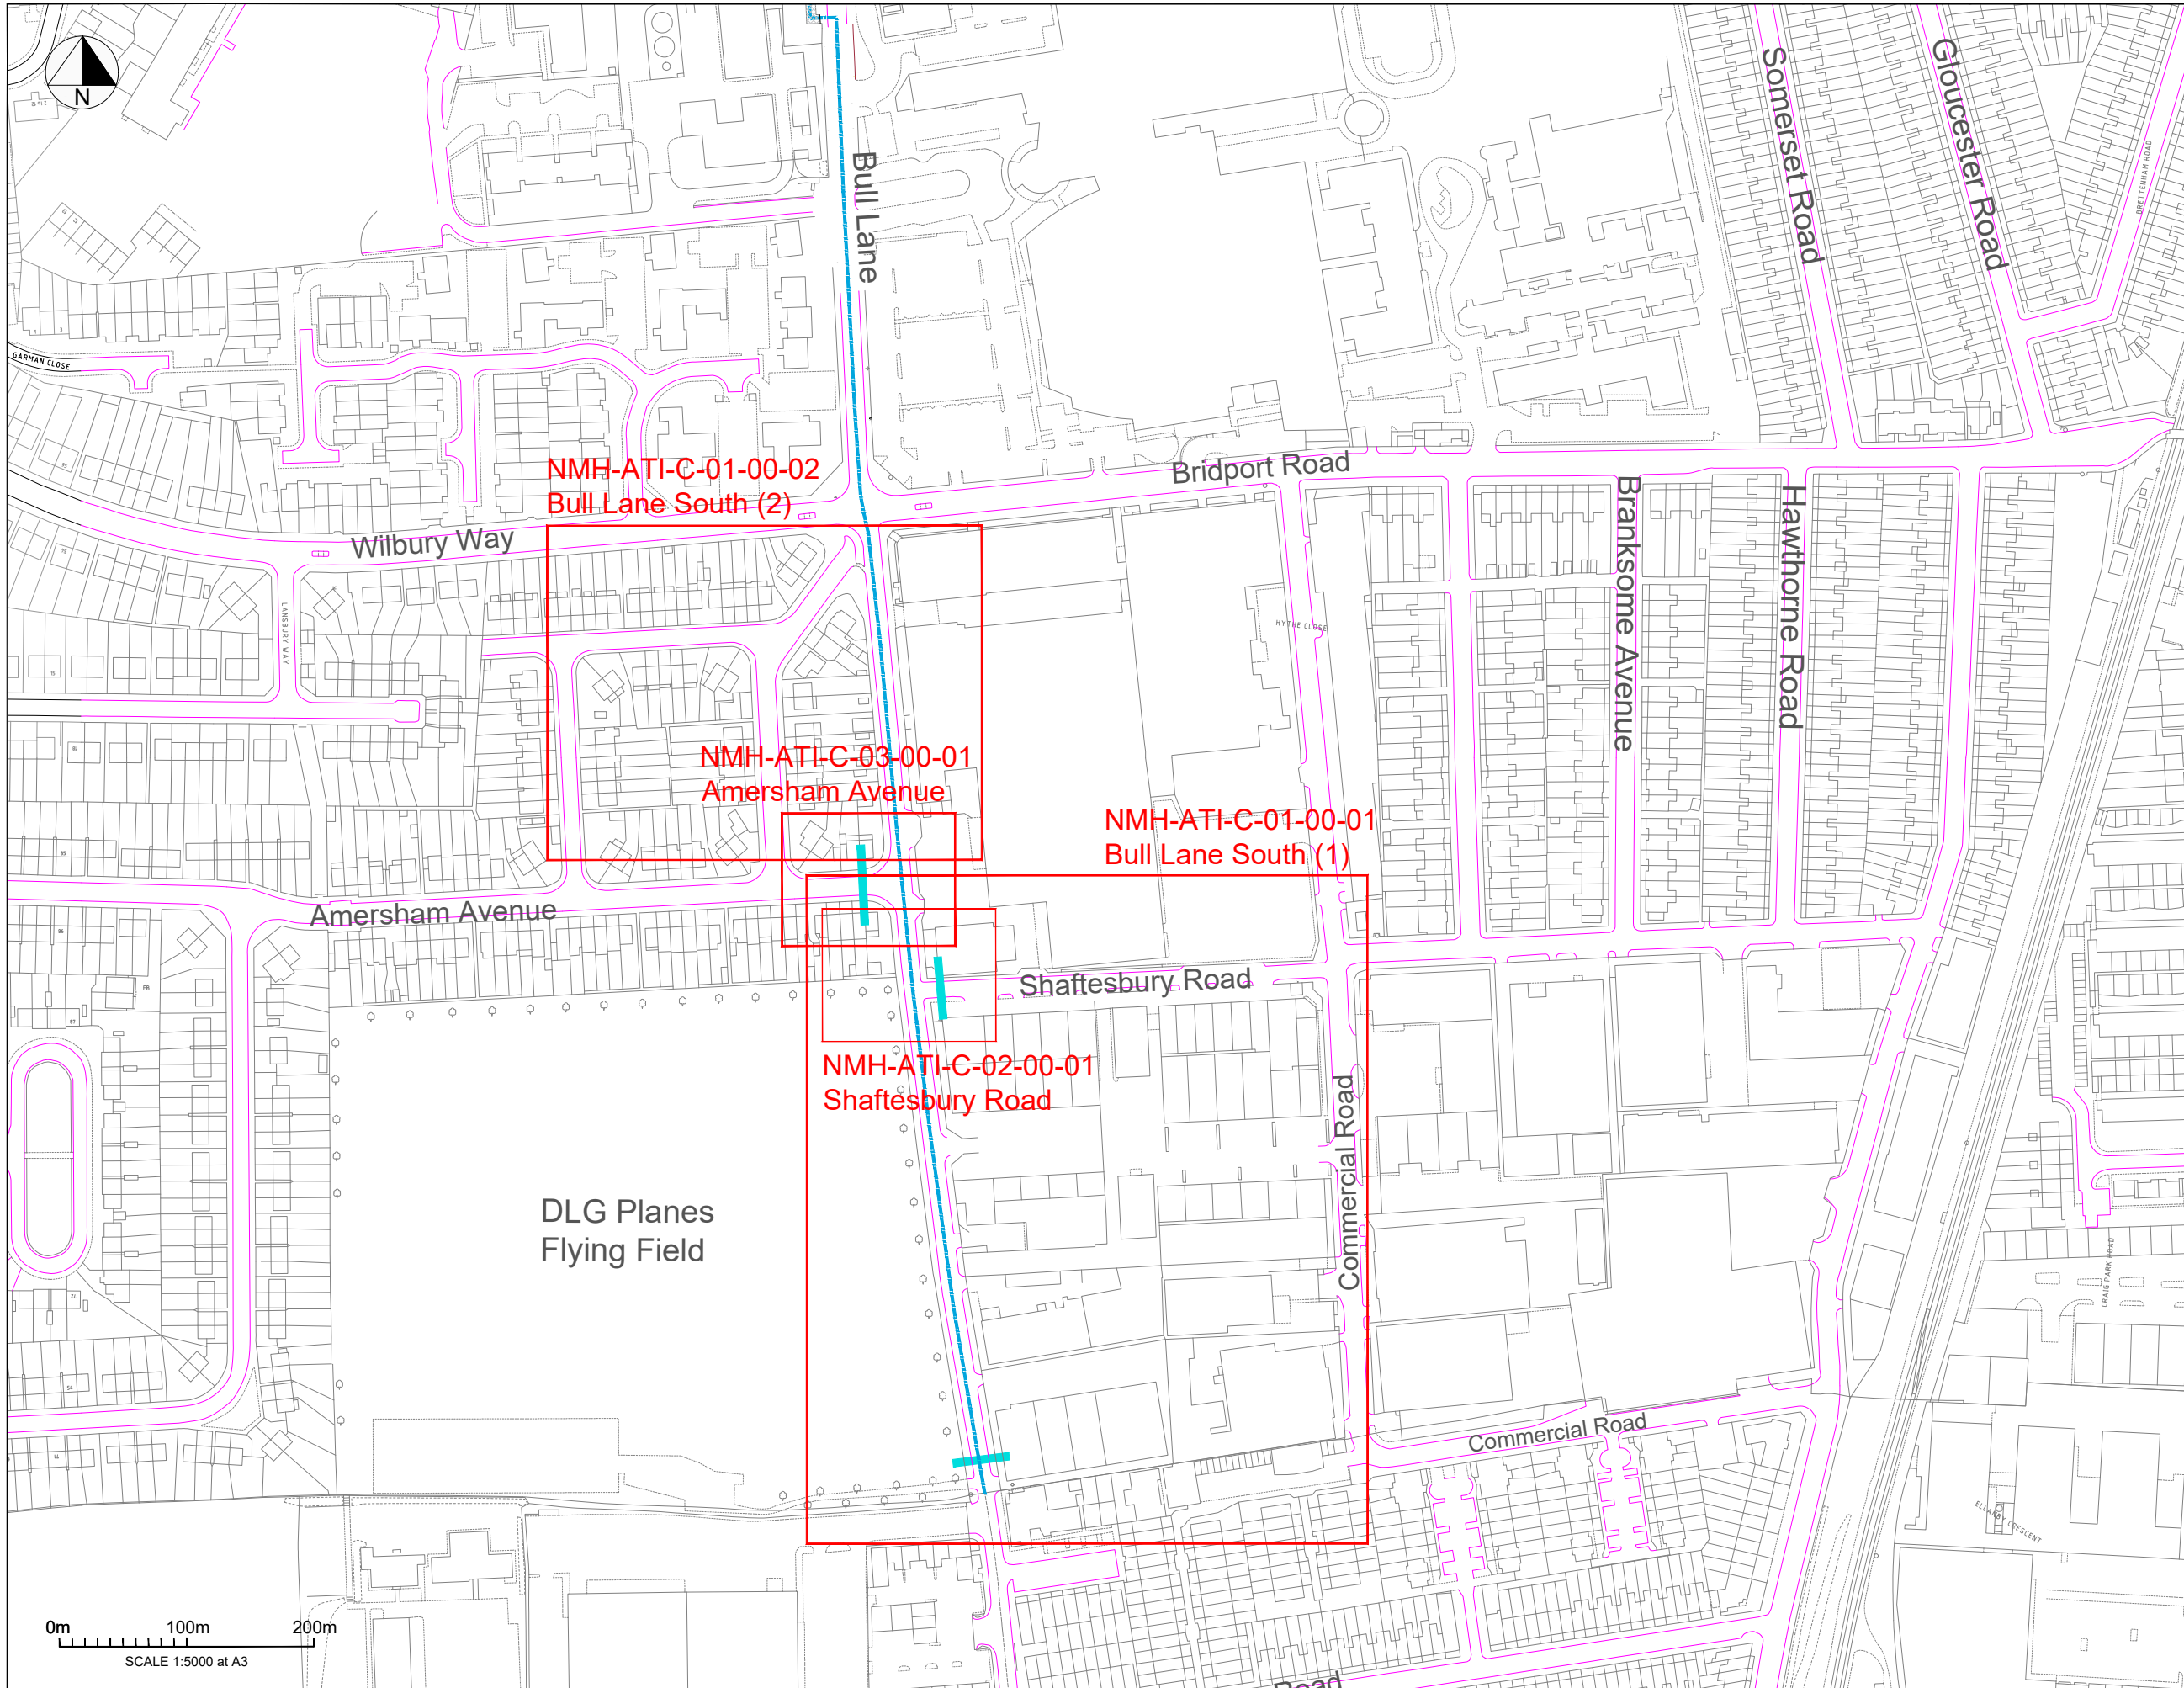 N
Bull Lane
Somerset Road
Gloucester Road
BRETTENHAM ROAD
GARMAN CLOSE
NMH-ATI-C-01-00-02
Bull Lane South (2)
Bridport Road
Wilbury Way
LANSBURY WAY
HYTHE CLOSE
Branksome Avenue
Hawthorne Road
NMH-ATI-C-03-00-01
Amersham Avenue
NMH-ATI-C-01-00-01
Bull Lane South (1)
Amersham Avenue
Shaftesbury Road
NMH-ATI-C-02-00-01
Shaftesbury Road
Commercial Road
DLG Planes
Flying Field
CRAIG PARK ROAD
Commercial Road
ELLANBY CRESCENT
0m 100m 200m
SCALE 1:5000 at A3
Road